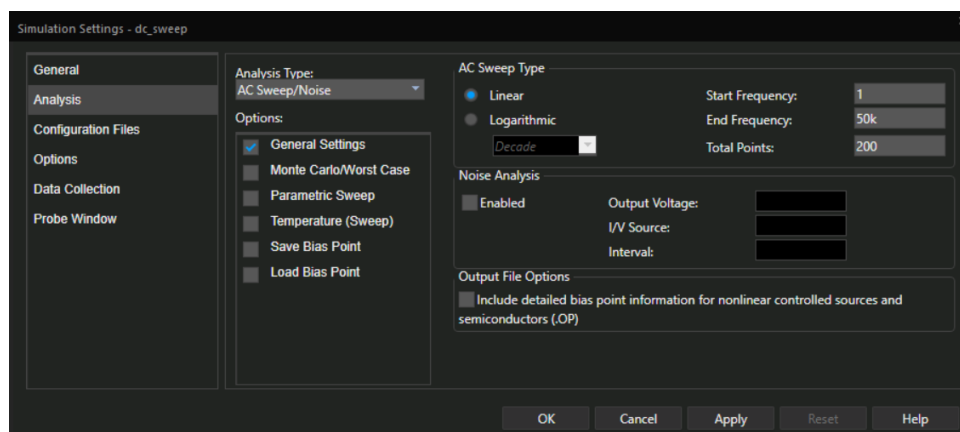 Simulation Settings - dc_sweep
General
Analysis
Configuration Files
Options
Data Collection
Probe Window
Analysis Type:
AC Sweep/Noise
Options:
General Settings
Monte Carlo/Worst Case
Parametric Sweep
Temperature (Sweep)
Save Bias Point
Load Bias Point
AC Sweep Type
Linear
Logarithmic
Decade
Start Frequency: 1
End Frequency: 50k
Total Points: 200
Noise Analysis
Enabled
Output Voltage:
I/V Source:
Interval:
Output File Options
Include detailed bias point information for nonlinear controlled sources and
semiconductors (.OP)
OK Cancel Apply Reset Help